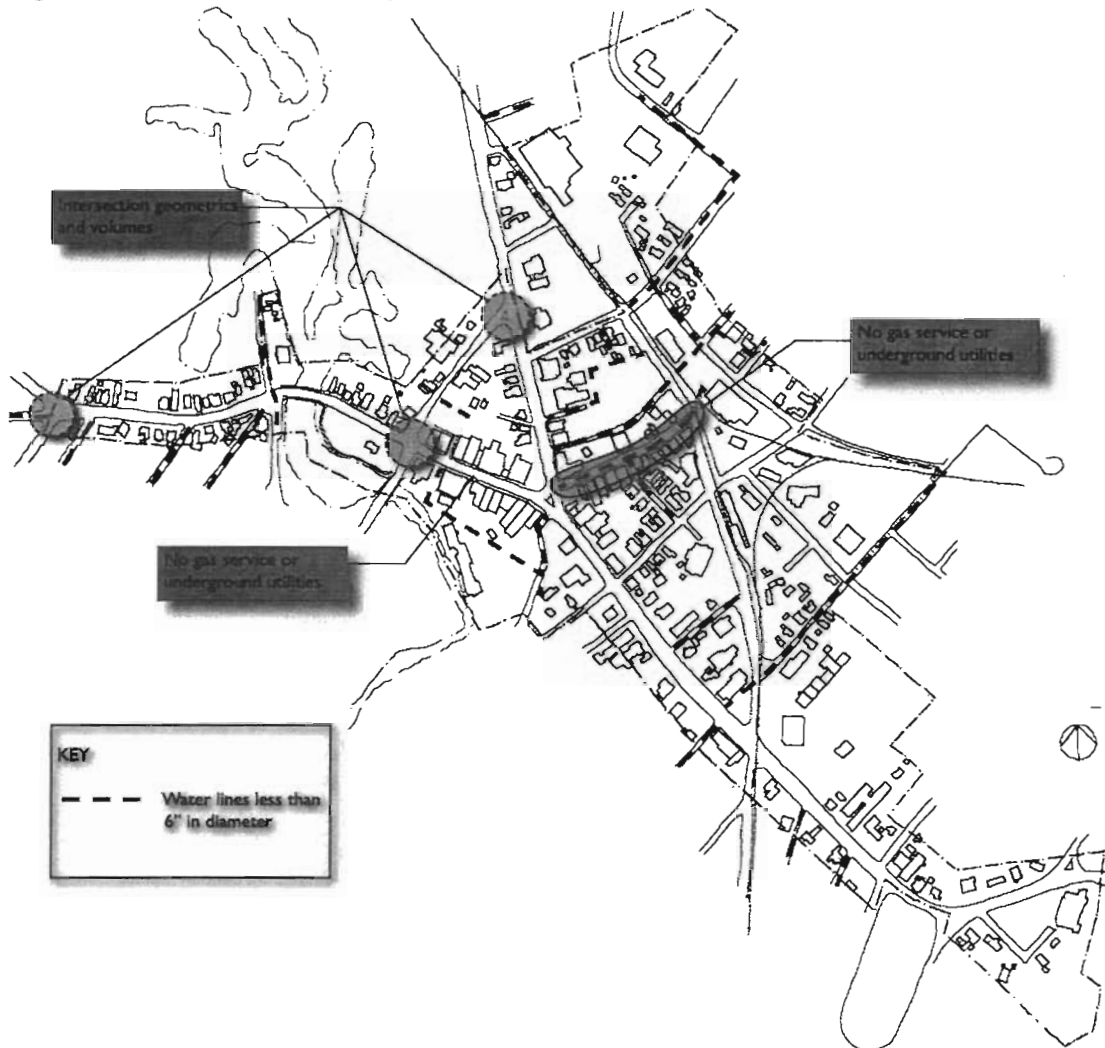 Intersection geometrics
and volumes
No gas service or
underground utilities
No gas service or
underground utilities
KEY
Water lines less than
6" in diameter